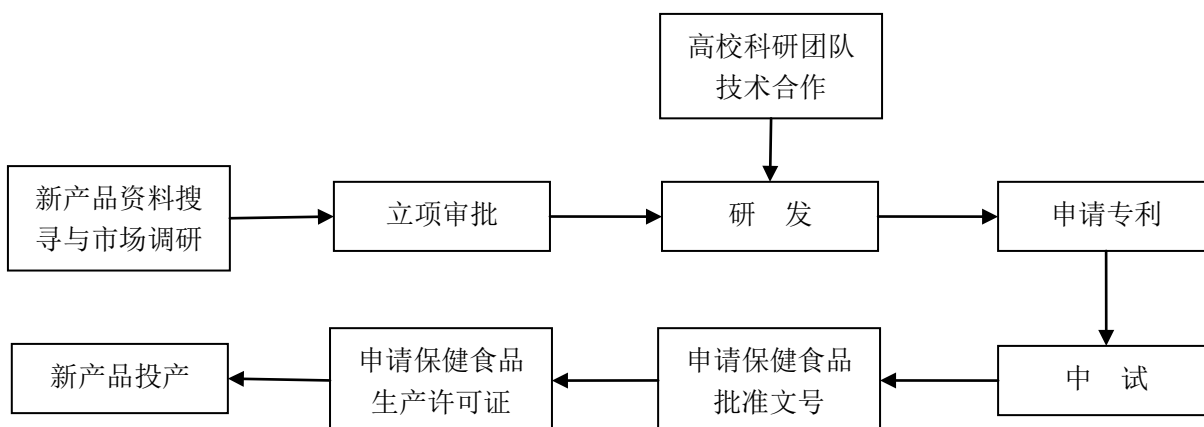 高校科研团队
技术合作
新产品资料搜
寻与市场调研
立项审批
研 发
申请专利
中 试
申请保健食品
批准文号
申请保健食品
生产许可证
新产品投产